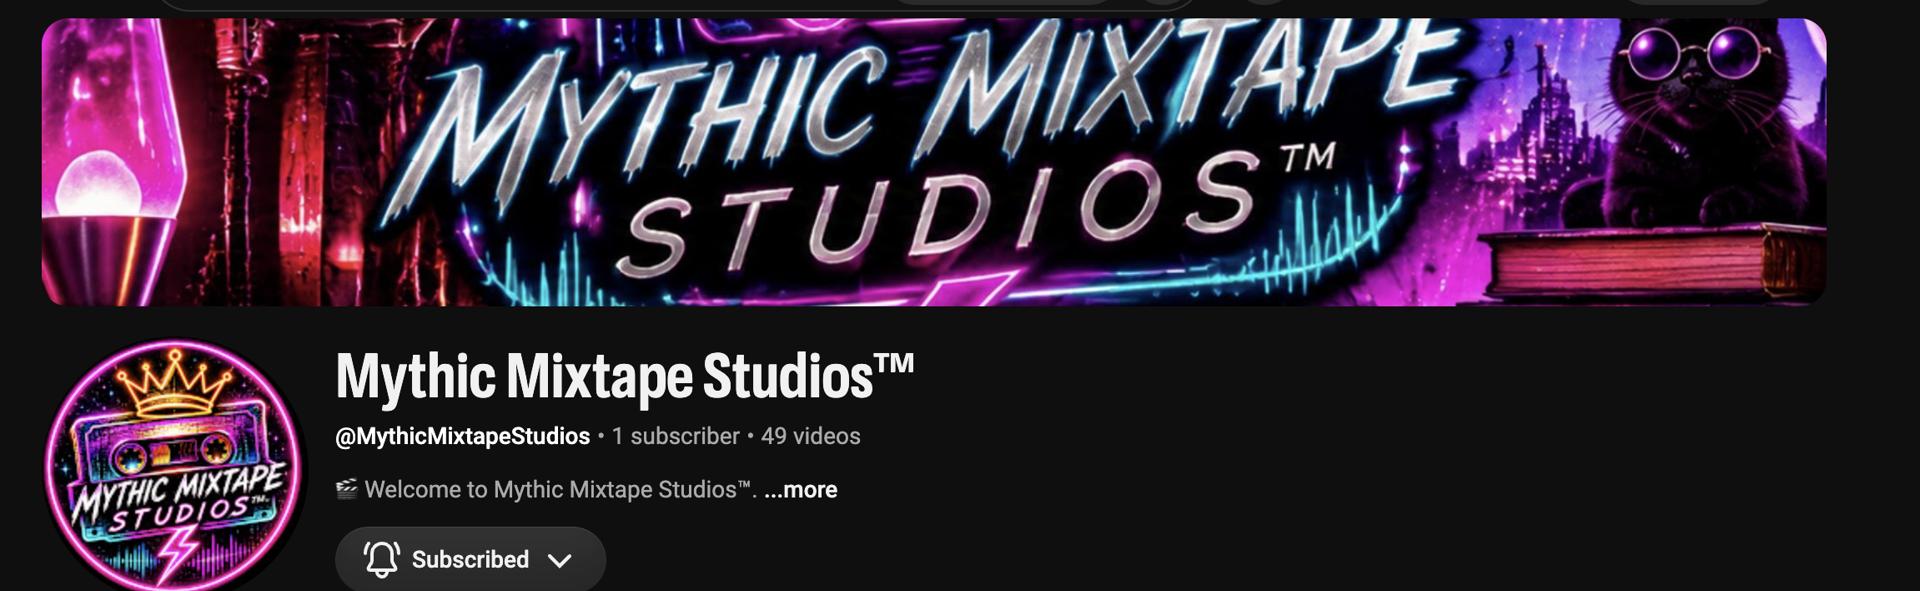 MYTHIC MIXTAPE
STUDIOS™
Mythic Mixtape Studios™
@MythicMixtapeStudios • 1 subscriber • 49 videos
🎬 Welcome to Mythic Mixtape Studios™. ...more
MYTHIC MIXTAPE
STUDIOS™
Subscribed